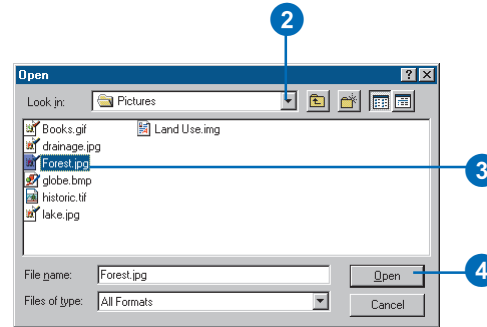 2
Open
Look in: Pictures
Books.gif Land Use.img
drainage.jpg
Forest.jpg
3
globe.bmp
historic.tif
lake.jpg
File name: Forest.jpg Open
4
Files of type: All Formats Cancel